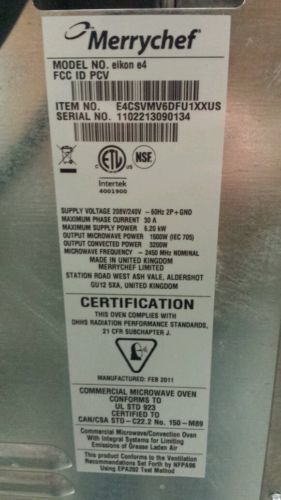 Merrychef
MODEL NO. eikon e4
FCC ID PCV
ITEM NO. E4CSVMV6DFU1XXUS
SERIAL NO. 1102213090134
ETL
NSF
Intertek
4001900
SUPPLY VOLTAGE 208V/240V ~ 60Hz 2P+GND
MAXIMUM PHASE CURRENT 30 A
MAXIMUM SUPPLY POWER 6.20 kW
OUTPUT MICROWAVE POWER 1500W (IEC 705)
OUTPUT CONVECTED POWER 3200W
MICROWAVE FREQUENCY ~ 2450 MHz NOMINAL
MADE IN UNITED KINGDOM
MERRYCHEF LIMITED
STATION ROAD WEST ASH VALE, ALDERSHOT
GU12 5XA, UNITED KINGDOM
CERTIFICATION
THIS OVEN COMPLIES WITH
DHHS RADIATION PERFORMANCE STANDARDS,
21 CFR SUBCHAPTER J.
MANUFACTURED: FEB 2011
COMMERCIAL MICROWAVE OVEN
CONFORMS TO
UL STD 923
CERTIFIED TO
CAN/CSA STD - C22.2 No. 150-M89
Commercial Microwave/Convection Oven
With Integral Systems for Limiting
Emissions of Grease Laden Air
This product Conforms to the Ventilation
Recommendations Set Forth by NFPA96
Using EPA202 Test Method